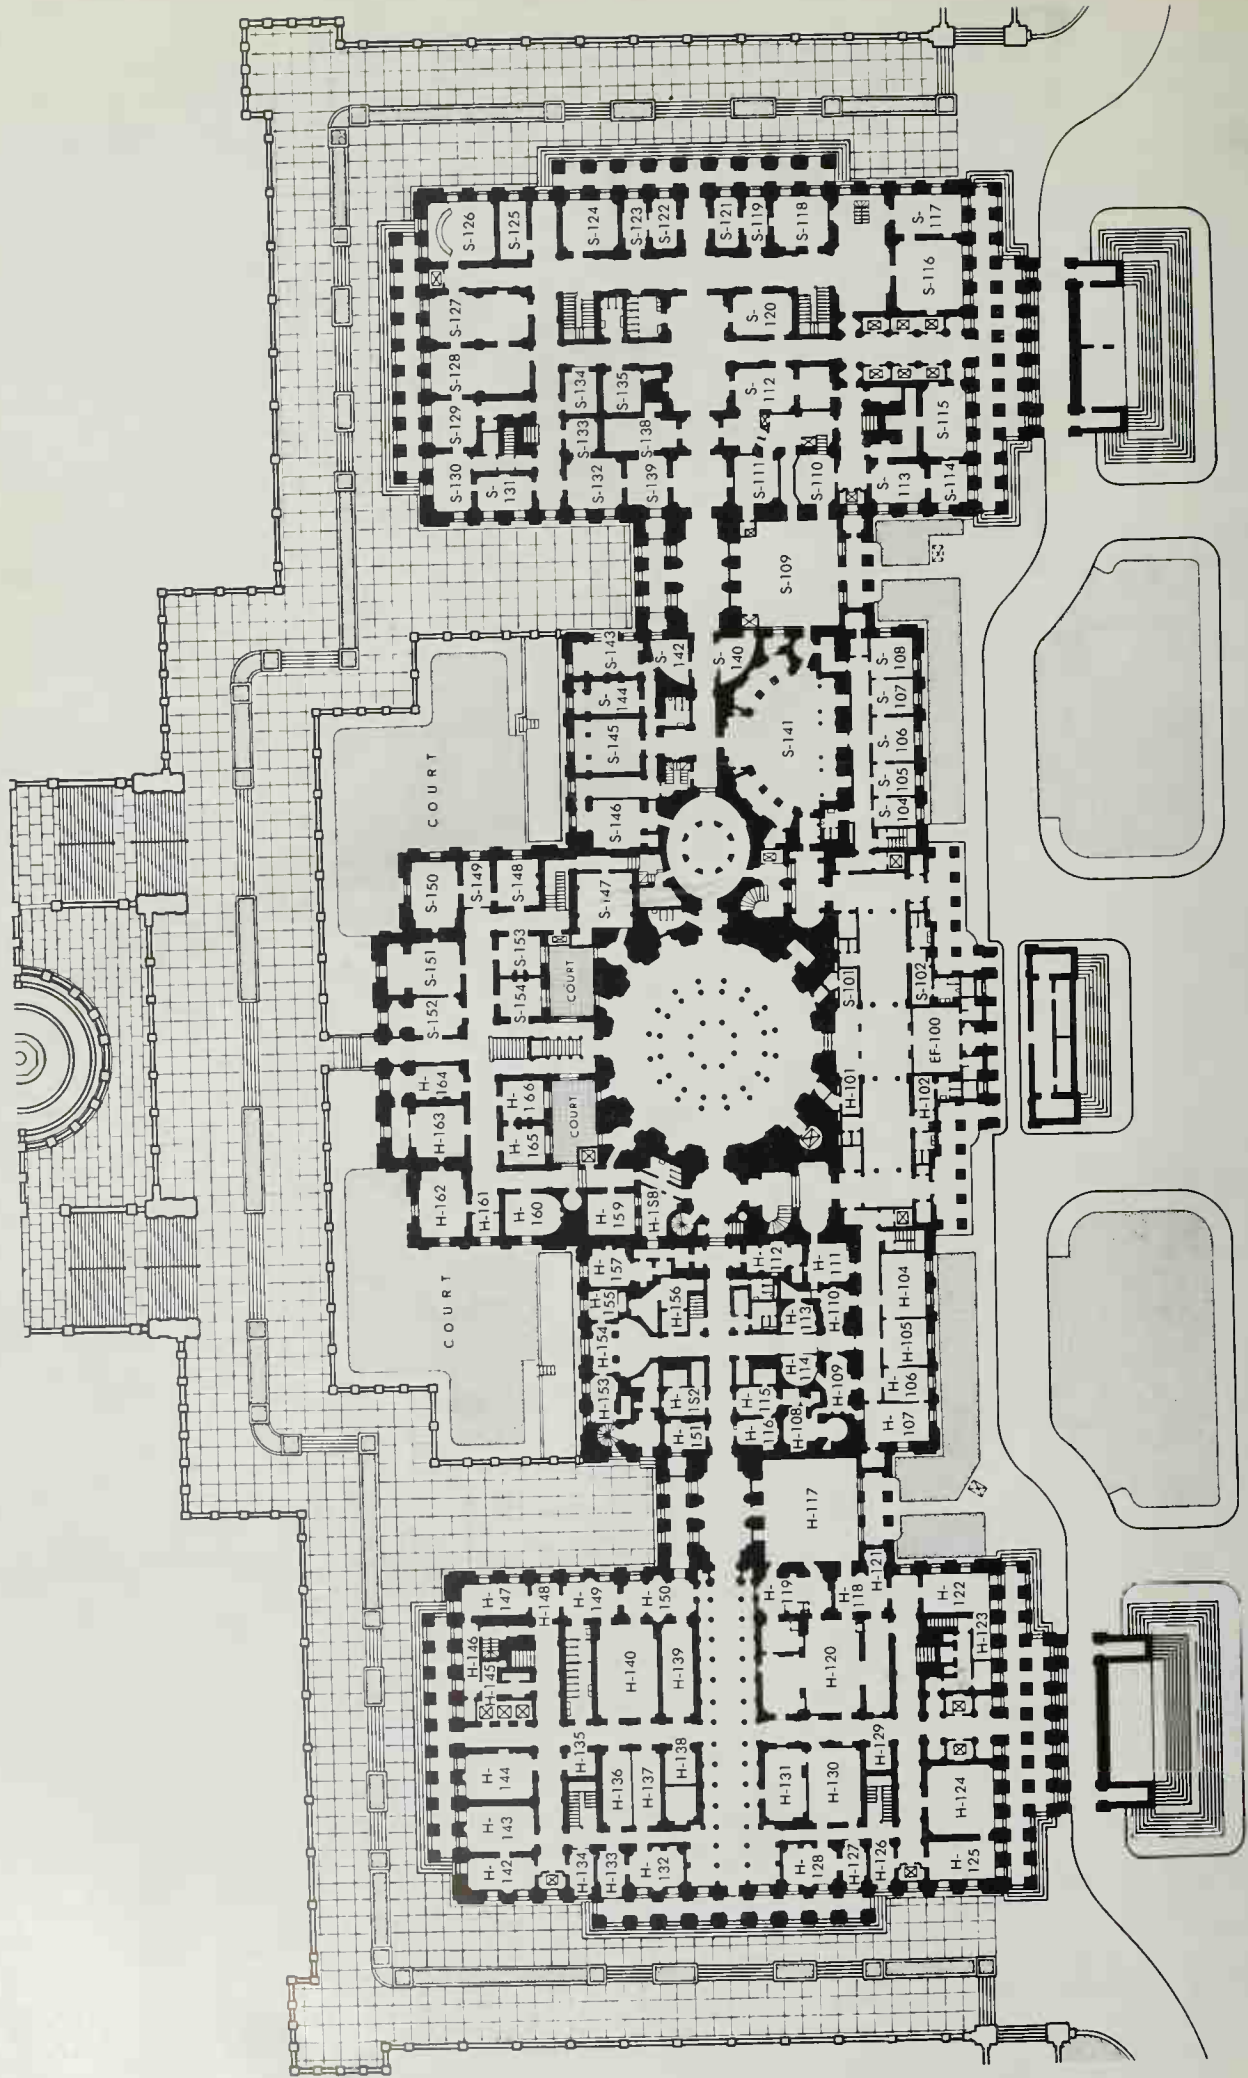 S-126
S-125
S-124
S-123
S-122
S-121
S-119
S-118
S-
117
S-116
S-127
S-128
S-129
S-130
S-
131
S-134
S-135
S-133
S-138
S-132
S-139
S-
120
S-
112
S-111
S-110
S-115
S-
113
S-114
S-109
S-143
S-
142
S-
144
S-145
S-146
S-
140
S-141
S-
108
S-
107
S-
106
S-
105
S-
104
COURT
S-150
S-149
S-148
S-147
S-151
S-152
S-153
S-154
COURT
S-101
S-102
EF-100
H-101
H-102
H-
164
H-163
H-
166
H-
165
COURT
H-162
H-161
H-
160
H-
159
H-158
COURT
H-
157
H-
155
H-154
H-153
H-156
H-
152
H-
151
H-
112
H-
111
H-110
H-
113
H-
114
H-109
H-
115
H-
116
H-108
H-104
H-105
H-
106
H-
107
H-117
H-
147
H-148
H-
149
H-
150
H-146
H-145
H-140
H-139
H-
119
H-
118
H-121
H-
122
H-123
H-120
H-
144
H-
143
H-
142
H-135
H-136
H-137
H-138
H-134
H-133
H-
132
H-131
H-130
H-129
H-
128
H-127
H-126
H-124
H-
125